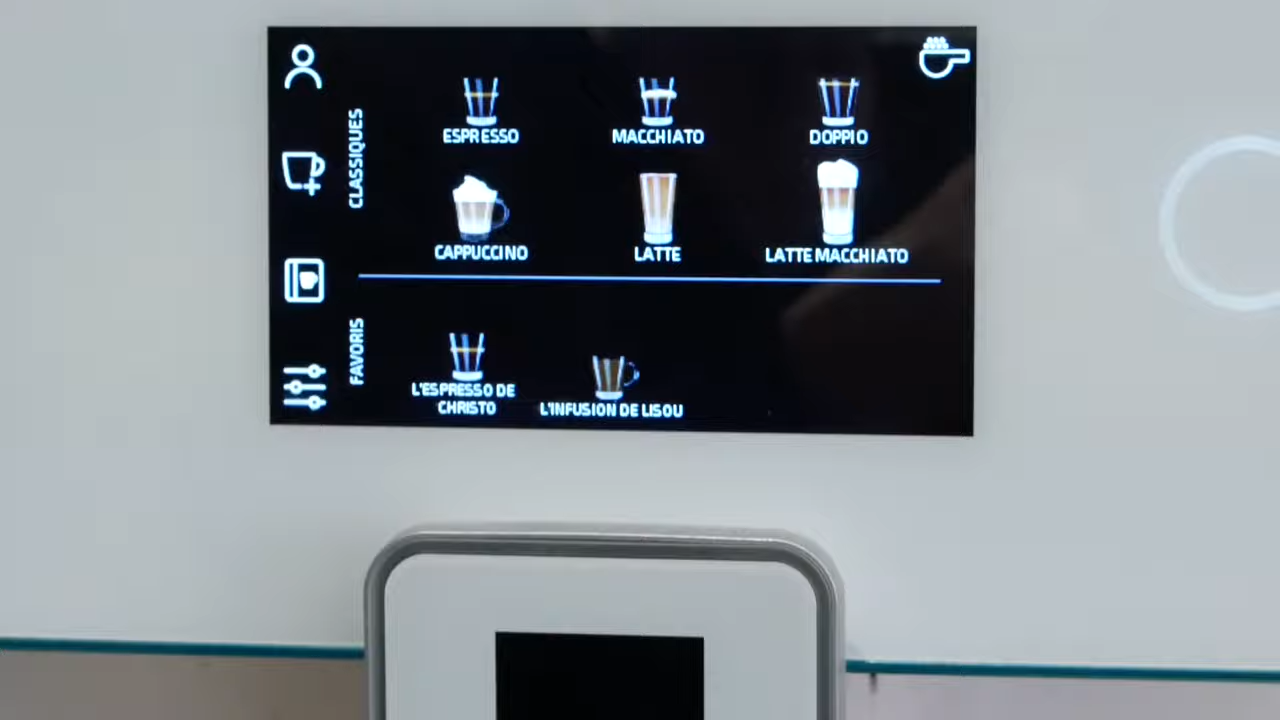 CLASSIQUES
ESPRESSO
MACCHIATO
DOPPIO
CAPPUCCINO
LATTE
LATTE MACCHIATO
FAVORIS
L'ESPRESSO DE
CHRISTO
L'INFUSION DE LISOU